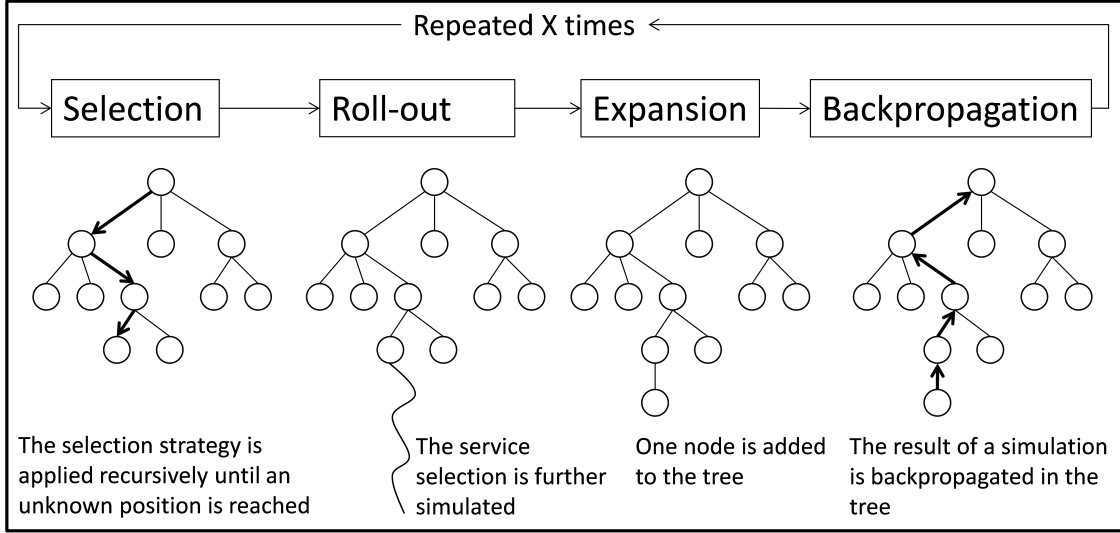 Repeated X times
Selection
Roll-out
Expansion
Backpropagation
The selection strategy is
applied recursively until an
unknown position is reached
The service
selection is further
simulated
One node is added
to the tree
The result of a simulation
is backpropagated in the
tree